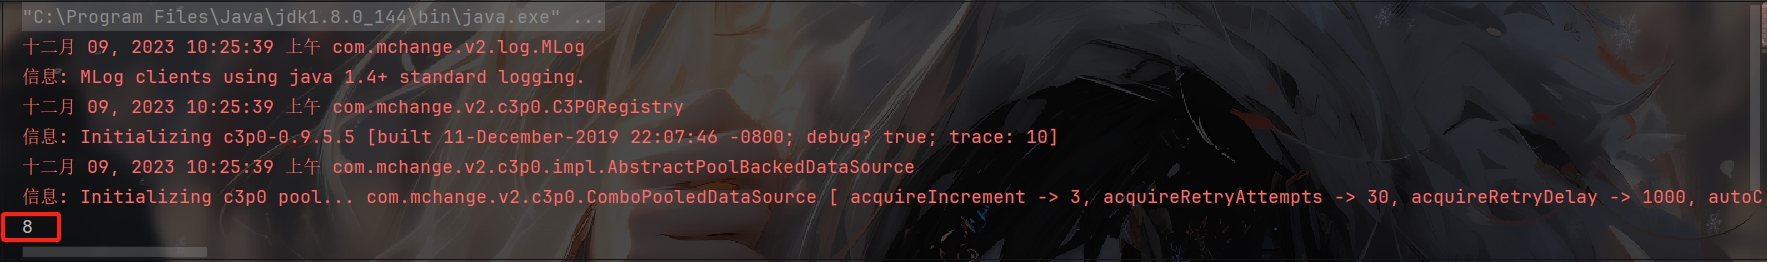 "C:\Program Files\Java\jdk1.8.0_144\bin\java.exe" ...
十二月 09, 2023 10:25:39 上午 com.mchange.v2.log.MLog
信息: MLog clients using java 1.4+ standard logging.
十二月 09, 2023 10:25:39 上午 com.mchange.v2.c3p0.C3P0Registry
信息: Initializing c3p0-0.9.5.5 [built 11-December-2019 22:07:46 -0800; debug? true; trace: 10]
十二月 09, 2023 10:25:39 上午 com.mchange.v2.c3p0.impl.AbstractPoolBackedDataSource
信息: Initializing c3p0 pool... com.mchange.v2.c3p0.ComboPooledDataSource [ acquireIncrement -> 3, acquireRetryAttempts -> 30, acquireRetryDelay -> 1000, autoC
8